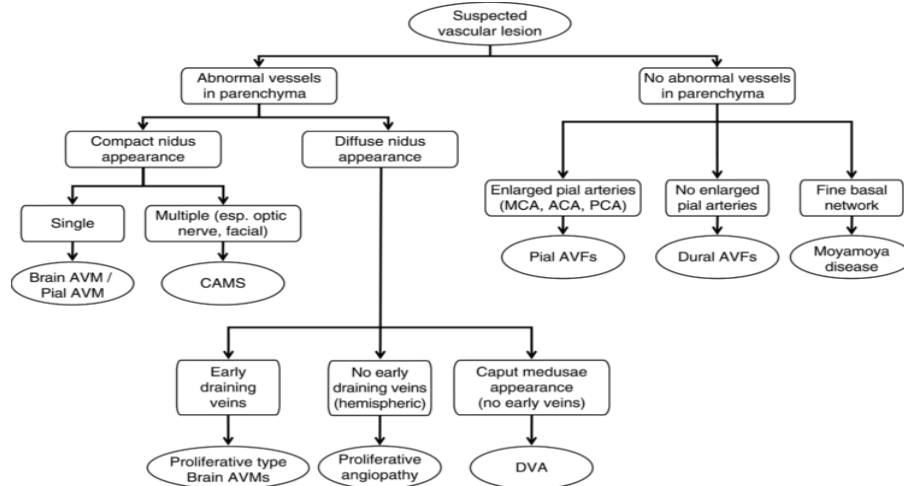 Suspected
vascular lesion
Abnormal vessels
in parenchyma
No abnormal vessels
in parenchyma
Compact nidus
appearance
Diffuse nidus
appearance
Enlarged pial arteries
(MCA, ACA, PCA)
No enlarged
pial arteries
Fine basal
network
Single
Multiple (esp. optic
nerve, facial)
Pial AVFs
Dural AVFs
Moyamoya
disease
Brain AVM /
Pial AVM
CAMS
Early
draining
veins
No early
draining veins
(hemispheric)
Caput medusae
appearance
(no early veins)
Proliferative type
Brain AVMs
Proliferative
angiopathy
DVA